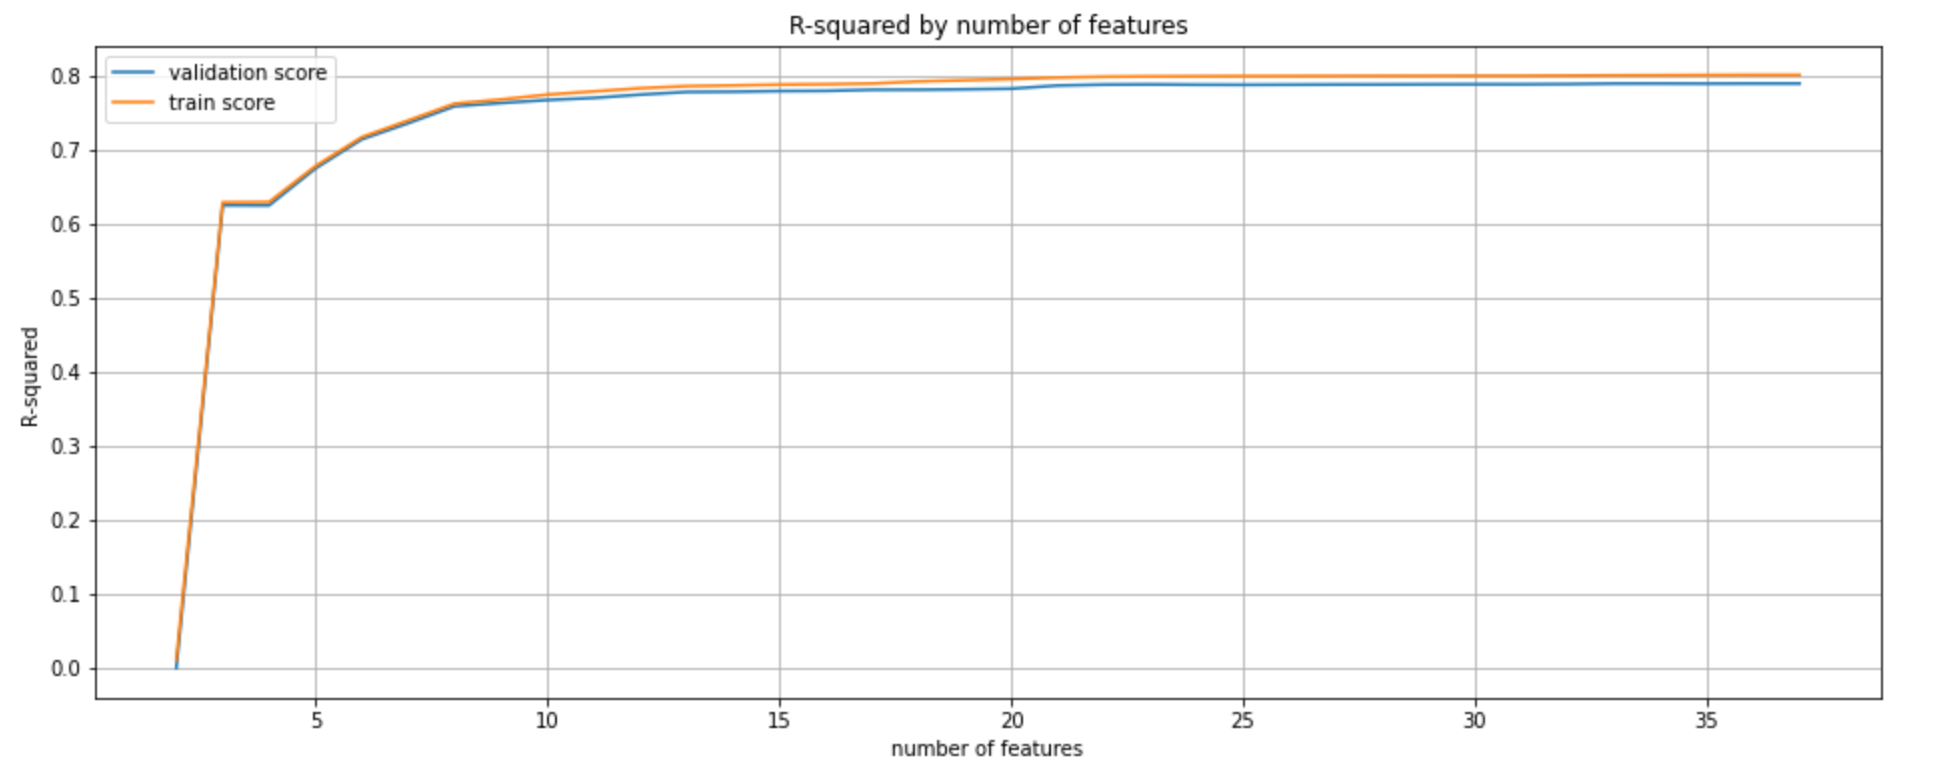 R-squared by number of features
validation score
train score
R-squared
0.8
0.7
0.6
0.5
0.4
0.3
0.2
0.1
0.0
5 10 15 20 25 30 35
number of features